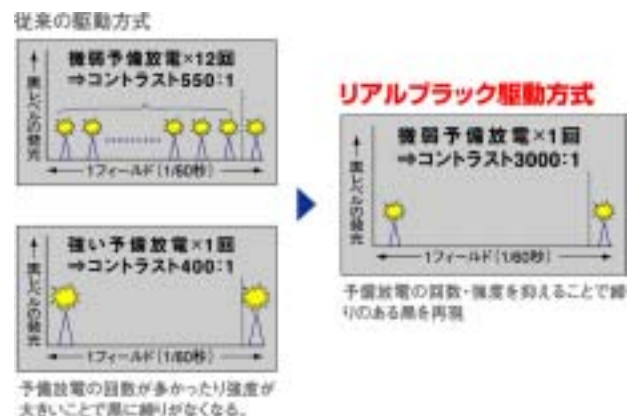 従来の駆動方式
微弱予備放電×12回
⇒コントラスト550:1
黒レベルの発光
1フィールド(1/60秒)
強い予備放電×1回
⇒コントラスト400:1
黒レベルの発光
1フィールド(1/60秒)
予備放電の回数が多かったり強度が
大きいことで黒に締りがなくなる。
リアルブラック駆動方式
微弱予備放電×1回
⇒コントラスト3000:1
黒レベルの発光
1フィールド(1/60秒)
予備放電の回数・強度を抑えることで締
りのある黒を再現